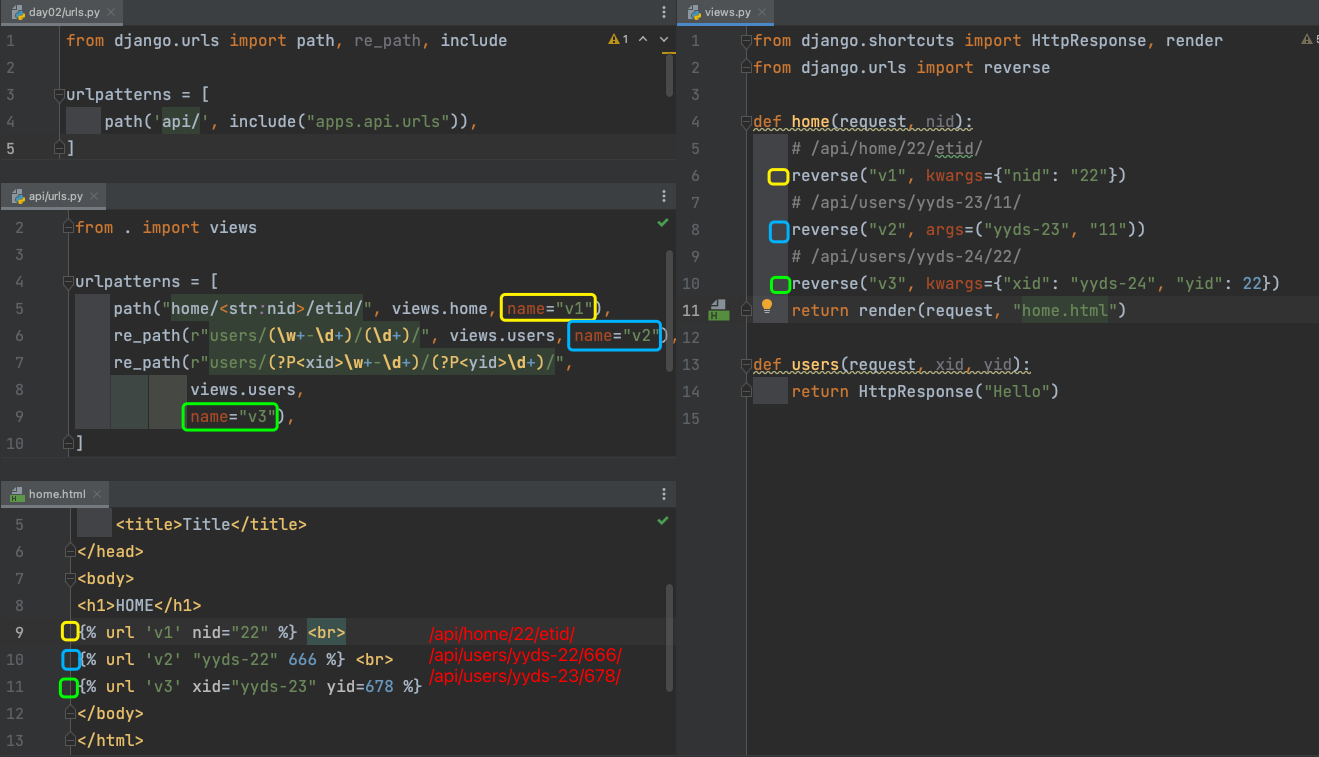 day02/urls.py ×
1 from django.urls import path, re_path, include
1
2
3 urlpatterns = [
4 path('api/', include("apps.api.urls")),
5 ]
api/urls.py ×
2 from . import views
3
4 urlpatterns = [
5 path("home/<str:nid>/etid/", views.home, name="v1"),
6 re_path(r"users/(\w+-\d+)/(\d+)/", views.users, name="v2"),
7 re_path(r"users/(?P<xid>\w+-\d+)/(?P<yid>\d+)/",
8 views.users,
9 name="v3"),
10 ]
home.html ×
5 <title>Title</title>
6 </head>
7 <body>
8 <h1>HOME</h1>
9 {% url 'v1' nid="22" %} <br>
/api/home/22/etid/
10 {% url 'v2' "yyds-22" 666 %} <br>
/api/users/yyds-22/666/
11 {% url 'v3' xid="yyds-23" yid=678 %}
/api/users/yyds-23/678/
12 </body>
13 </html>
views.py ×
1 from django.shortcuts import HttpResponse, render
2 from django.urls import reverse
3
4 def home(request, nid):
5 # /api/home/22/etid/
6 reverse("v1", kwargs={"nid": "22"})
7 # /api/users/yyds-23/11/
8 reverse("v2", args=("yyds-23", "11"))
9 # /api/users/yyds-24/22/
10 reverse("v3", kwargs={"xid": "yyds-24", "yid": 22})
11 return render(request, "home.html")
12
13 def users(request, xid, yid):
14 return HttpResponse("Hello")
15